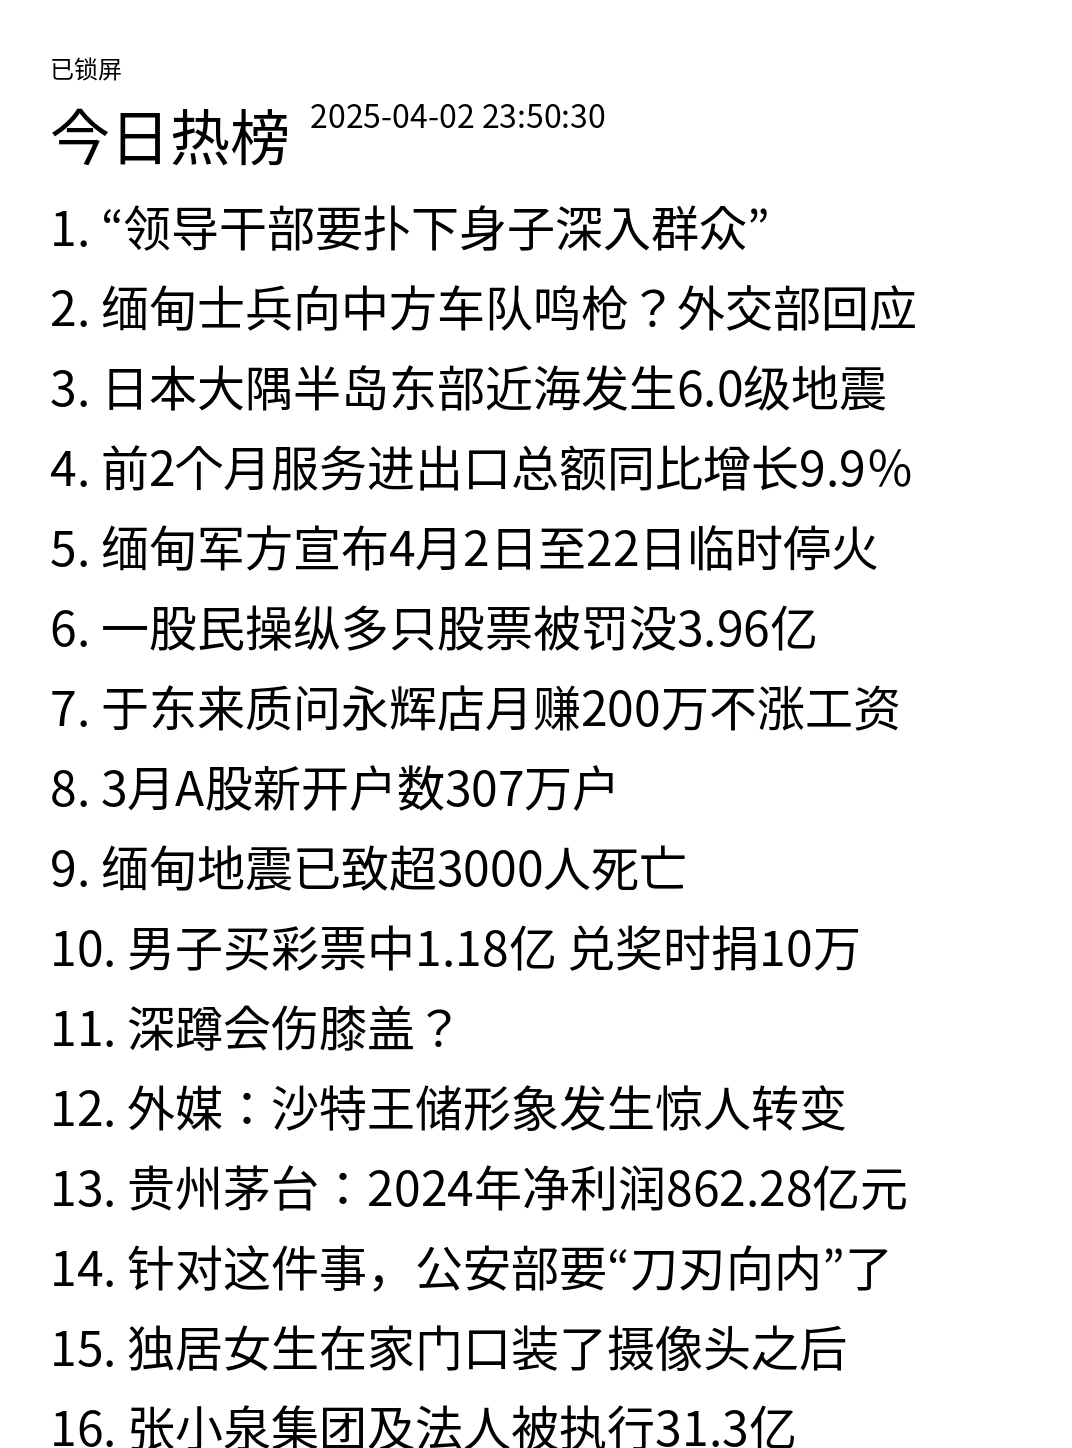 已锁屏
今日热榜 2025-04-02 23:50:30
1. “领导干部要扑下身子深入群众”
2. 缅甸士兵向中方车队鸣枪？外交部回应
3. 日本大隅半岛东部近海发生6.0级地震
4. 前2个月服务进出口总额同比增长9.9%
5. 缅甸军方宣布4月2日至22日临时停火
6. 一股民操纵多只股票被罚没3.96亿
7. 于东来质问永辉店月赚200万不涨工资
8. 3月A股新开户数307万户
9. 缅甸地震已致超3000人死亡
10. 男子买彩票中1.18亿 兑奖时捐10万
11. 深蹲会伤膝盖？
12. 外媒：沙特王储形象发生惊人转变
13. 贵州茅台：2024年净利润862.28亿元
14. 针对这件事，公安部要“刀刃向内”了
15. 独居女生在家门口装了摄像头之后
16. 张小泉集团及法人被执行31.3亿